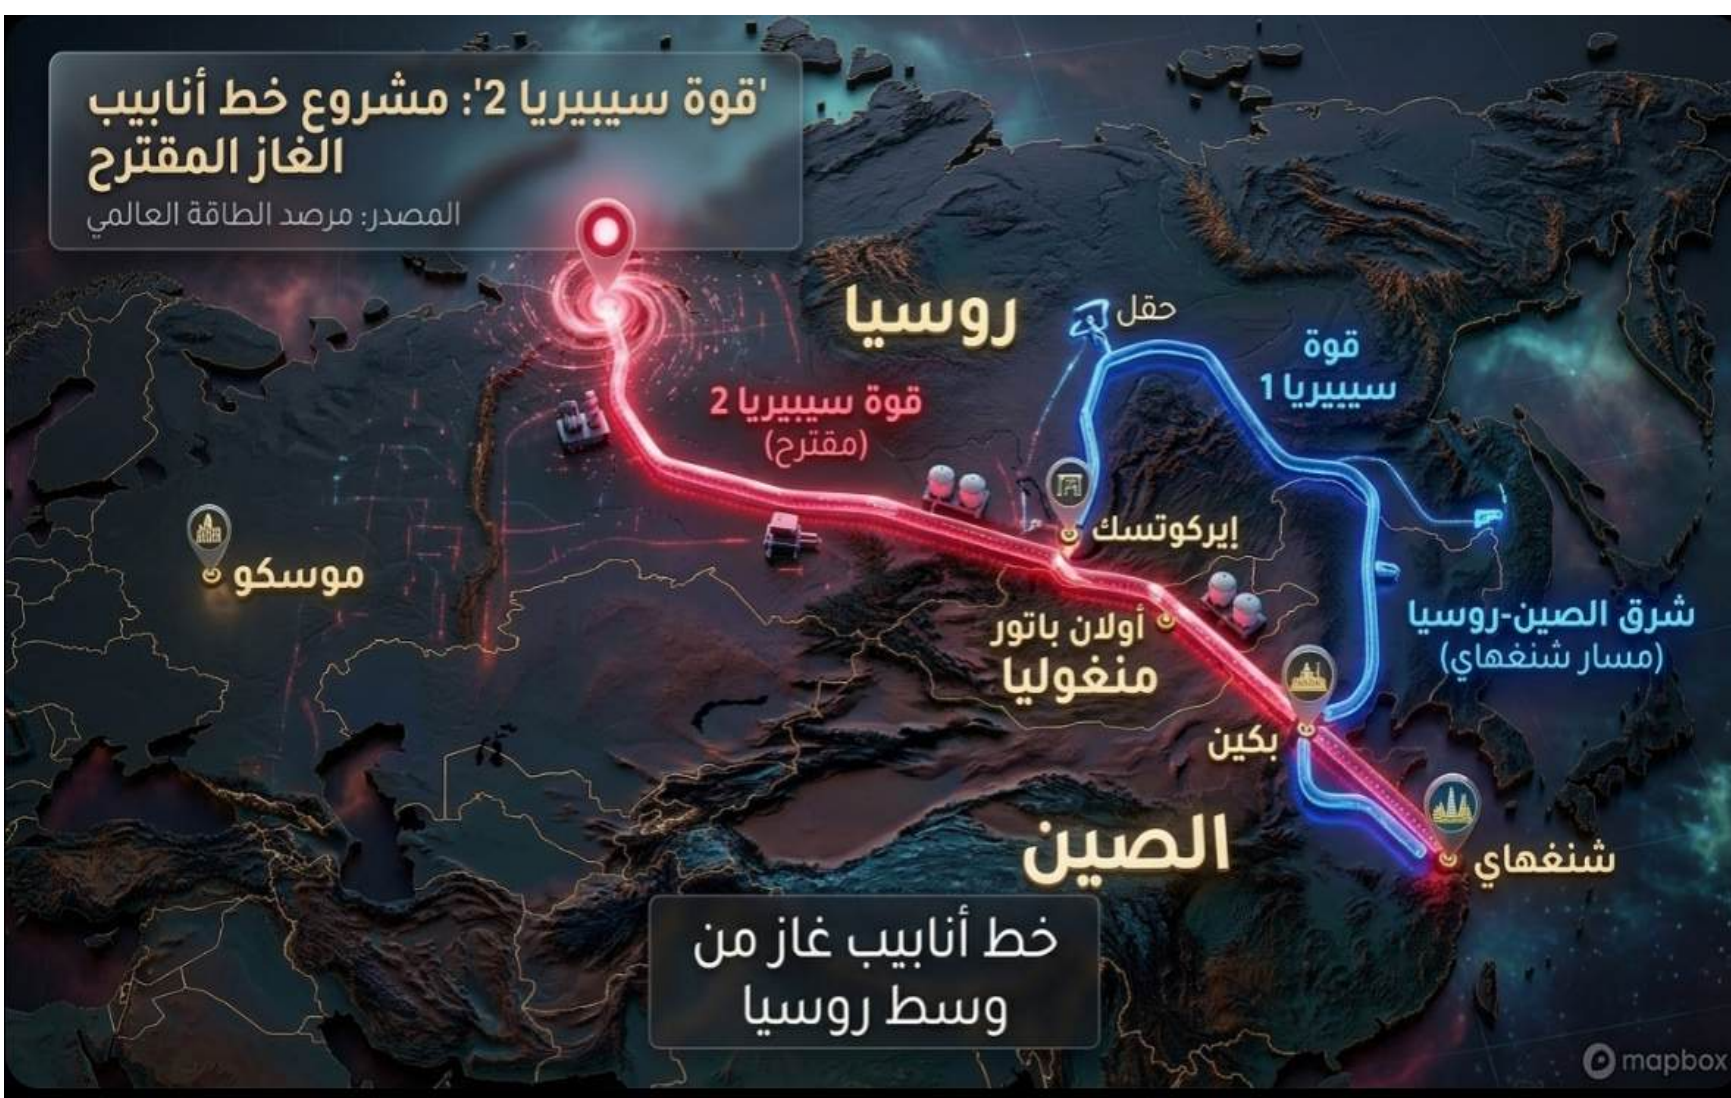 'قوة سيبيريا 2': مشروع خط أنابيب
الغاز المقترح
المصدر: مرصد الطاقة العالمي
روسيا
حقل
قوة
سيبيريا 1
قوة سيبيريا 2
(مقترح)
إيركوتسك
موسكو
شرق الصين-روسيا
(مسار شنغهاي)
أولان باتور
منغوليا
بكين
الصين
شنغهاي
خط أنابيب غاز من
وسط روسيا
mapbox